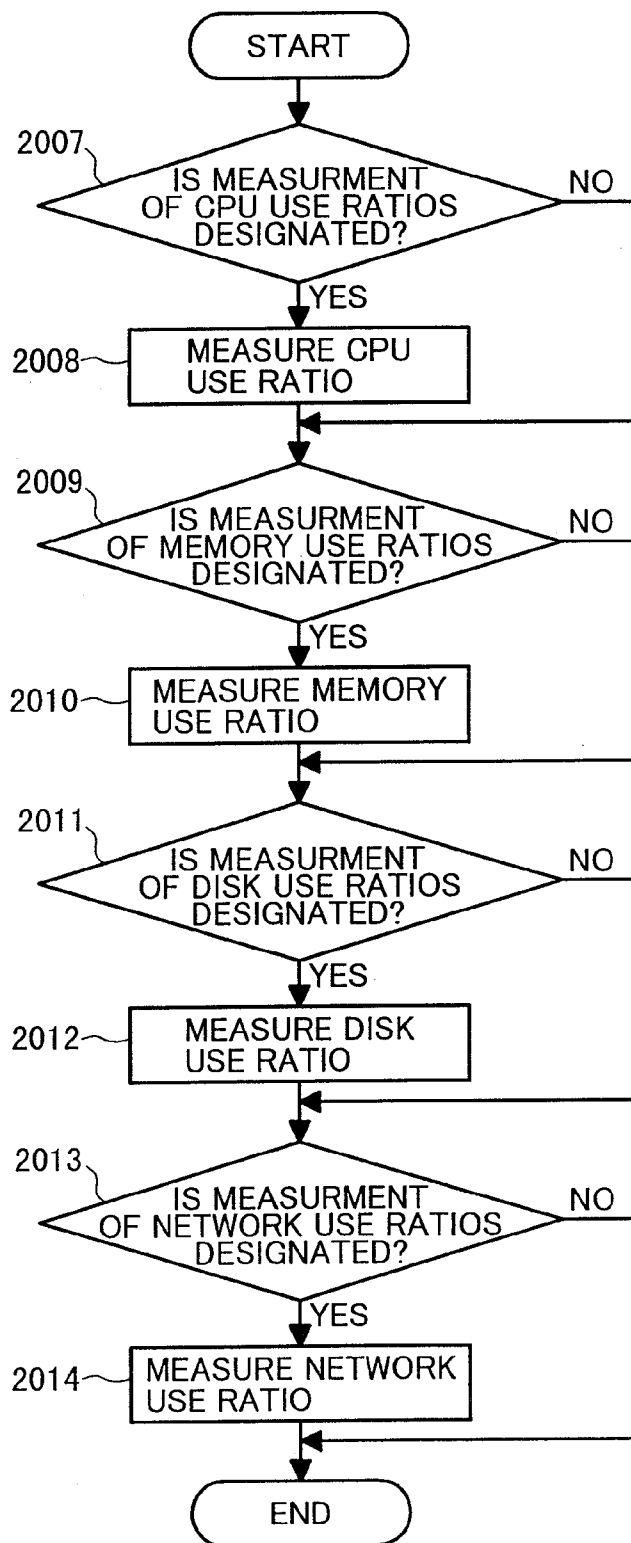 START
2007
IS MEASURMENT
OF CPU USE RATIOS
DESIGNATED?
NO
YES
2008
MEASURE CPU
USE RATIO
2009
IS MEASURMENT
OF MEMORY USE RATIOS
DESIGNATED?
NO
YES
2010
MEASURE MEMORY
USE RATIO
2011
IS MEASURMENT
OF DISK USE RATIOS
DESIGNATED?
NO
YES
2012
MEASURE DISK
USE RATIO
2013
IS MEASURMENT
OF NETWORK USE RATIOS
DESIGNATED?
NO
YES
2014
MEASURE NETWORK
USE RATIO
END